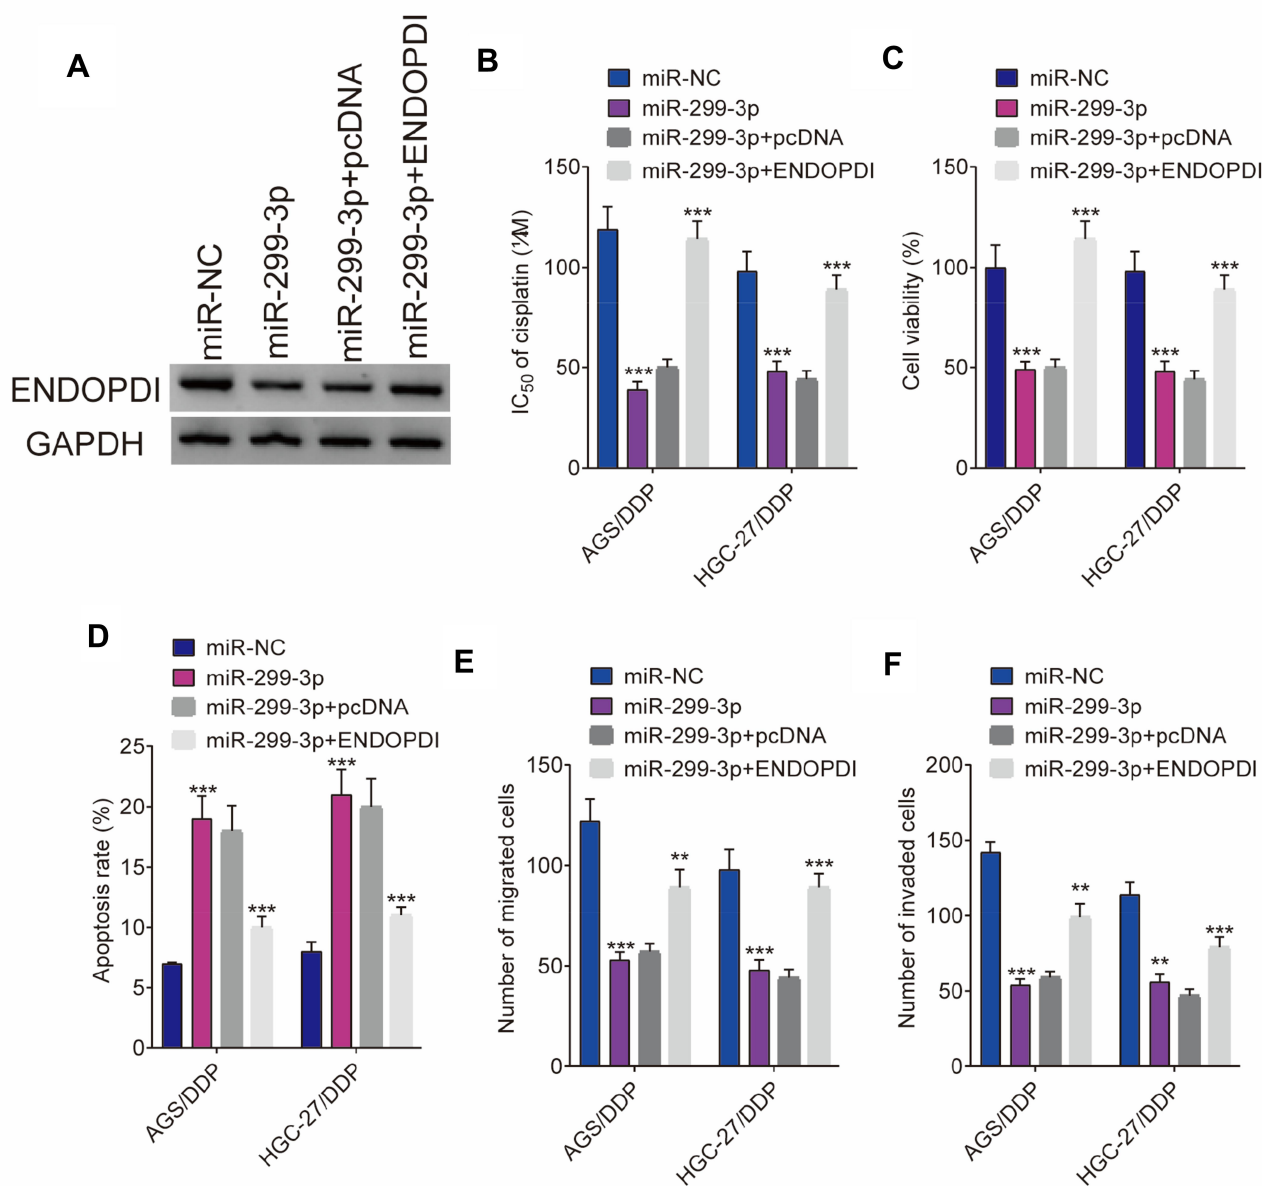 A
miR-NC
miR-299-3p
miR-299-3p+pcDNA
miR-299-3p+ENDOPDI
ENDOPDI
GAPDH
B
miR-NC
miR-299-3p
miR-299-3p+pcDNA
miR-299-3p+ENDOPDI
IC50 of cisplatin (¼M)
150
100
50
0
***
***
***
***
AGS/DDP
HGC-27/DDP
C
miR-NC
miR-299-3p
miR-299-3p+pcDNA
miR-299-3p+ENDOPDI
Cell viability (%)
150
100
50
0
***
***
***
***
AGS/DDP
HGC-27/DDP
D
miR-NC
miR-299-3p
miR-299-3p+pcDNA
miR-299-3p+ENDOPDI
Apoptosis rate (%)
25
20
15
10
5
0
***
***
***
***
AGS/DDP
HGC-27/DDP
E
miR-NC
miR-299-3p
miR-299-3p+pcDNA
miR-299-3p+ENDOPDI
Number of migrated cells
150
100
50
0
***
**
***
***
AGS/DDP
HGC-27/DDP
F
miR-NC
miR-299-3p
miR-299-3p+pcDNA
miR-299-3p+ENDOPDI
Number of invaded cells
200
150
100
50
0
***
**
**
***
AGS/DDP
HGC-27/DDP